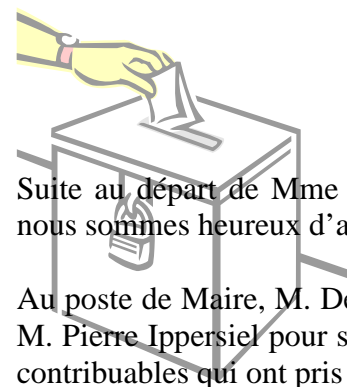 Suite au départ de Mme
nous sommes heureux d'a
Au poste de Maire, M. De
M. Pierre Ippersiel pour s
contribuables qui ont pris